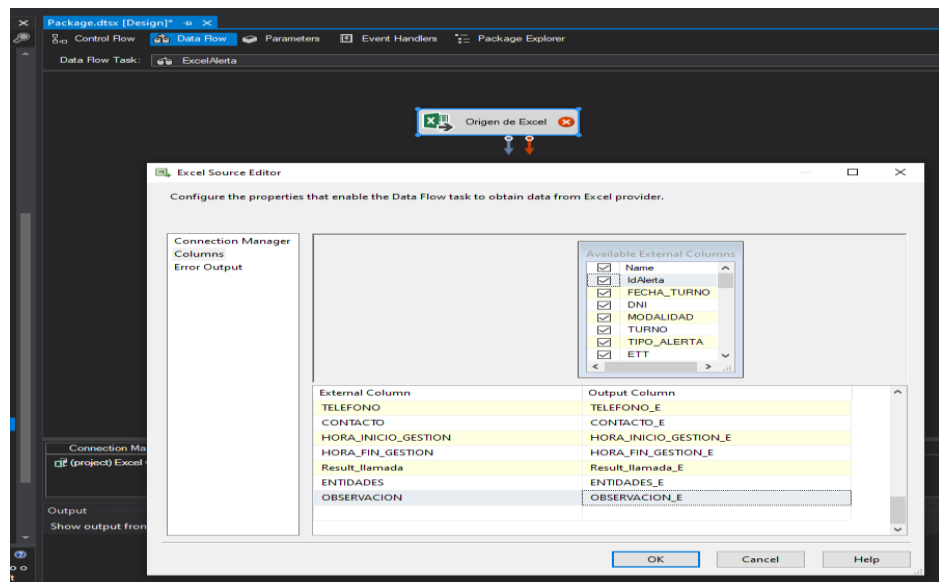 Package.dtsx [Design]*
Control Flow Data Flow Parameters Event Handlers Package Explorer
Data Flow Task: ExcelAlerta
Origen de Excel
Excel Source Editor
Configure the properties that enable the Data Flow task to obtain data from Excel provider.
Connection Manager
Columns
Error Output
Available External Columns
Name
IdAlerta
FECHA_TURNO
DNI
MODALIDAD
TURNO
TIPO_ALERTA
ETT
External Column Output Column
TELEFONO TELEFONO_E
CONTACTO CONTACTO_E
HORA_INICIO_GESTION HORA_INICIO_GESTION_E
HORA_FIN_GESTION HORA_FIN_GESTION_E
Result_llamada Result_llamada_E
ENTIDADES ENTIDADES_E
OBSERVACION OBSERVACION_E
Connection Ma
(project) Excel
Output
Show output fron
OK Cancel Help